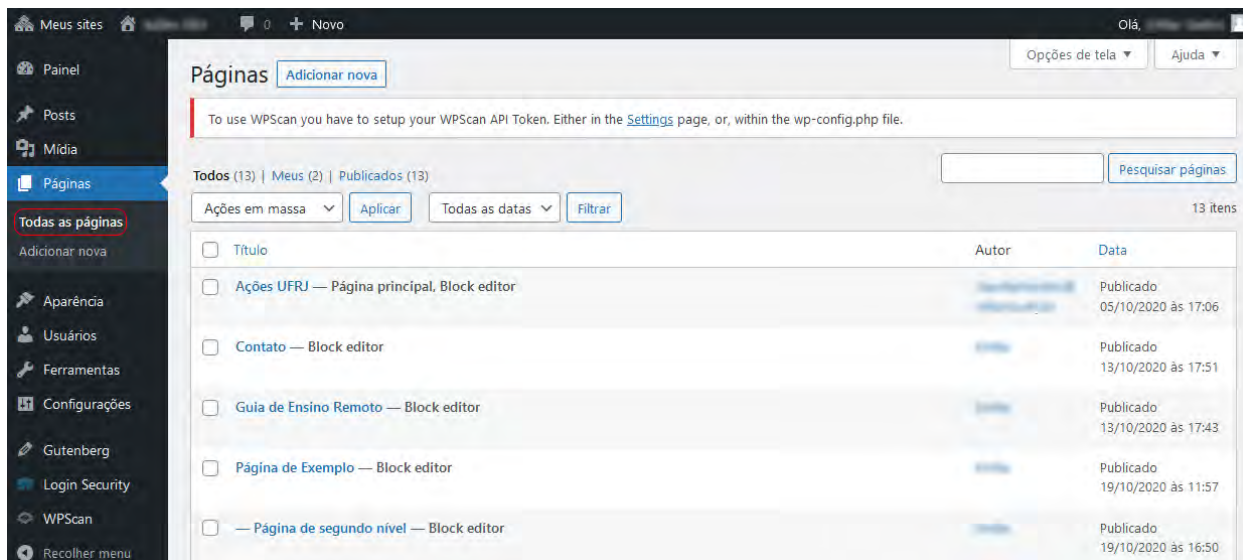 Meus sites
0
+ Novo
Olá,
Painel
Posts
Mídia
Páginas
Todas as páginas
Adicionar nova
Aparência
Usuários
Ferramentas
Configurações
Gutenberg
Login Security
WPScan
Recolher menu
Opções de tela ▼
Ajuda ▼
Páginas Adicionar nova
To use WPScan you have to setup your WPScan API Token. Either in the Settings page, or, within the wp-config.php file.
Todos (13) | Meus (2) | Publicados (13)
Pesquisar páginas
Ações em massa Aplicar Todas as datas Filtrar
13 itens
Título Autor Data
Ações UFRJ — Página principal, Block editor
Publicado
05/10/2020 às 17:06
Contato — Block editor
Publicado
13/10/2020 às 17:51
Guia de Ensino Remoto — Block editor
Publicado
13/10/2020 às 17:43
Página de Exemplo — Block editor
Publicado
19/10/2020 às 11:57
— Página de segundo nível — Block editor
Publicado
19/10/2020 às 16:50